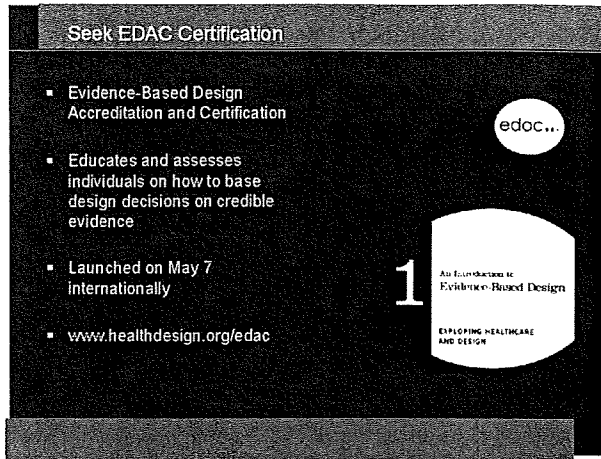 Seek EDAC Certification
Evidence-Based Design
Accreditation and Certification
Educates and assesses
individuals on how to base
design decisions on credible
evidence
Launched on May 7
internationally
www.healthdesign.org/edac
edac...
1
An Introduction to
Evidence-Based Design
EXPLORING HEALTHCARE
AND DESIGN